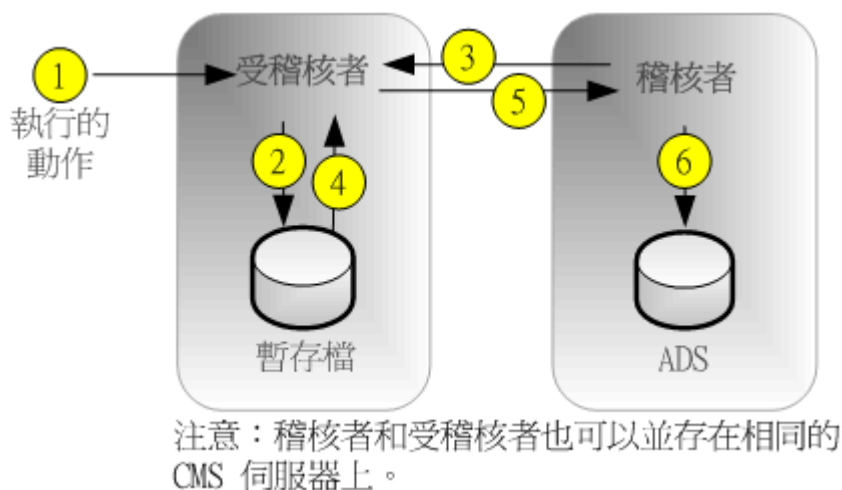 1
執行的
動作
受稽核者
2
4
暫存檔
3
5
稽核者
6
ADS
注意：稽核者和受稽核者也可以並存在相同的
CMS 伺服器上。